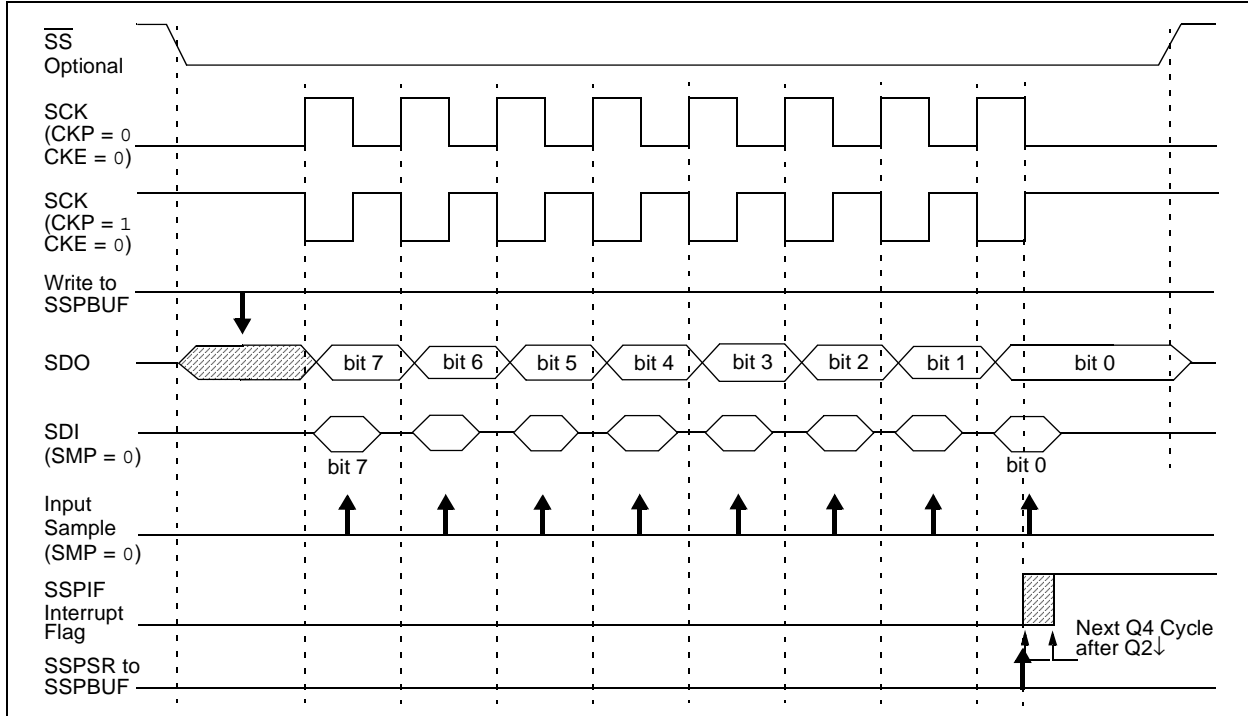 SS
Optional
SCK
(CKP = 0
CKE = 0)
SCK
(CKP = 1
CKE = 0)
Write to
SSPBUF
SDO
bit 7
bit 6
bit 5
bit 4
bit 3
bit 2
bit 1
bit 0
SDI
(SMP = 0)
bit 7
bit 0
Input
Sample
(SMP = 0)
SSPIF
Interrupt
Flag
Next Q4 Cycle
after Q2↓
SSPSR to
SSPBUF